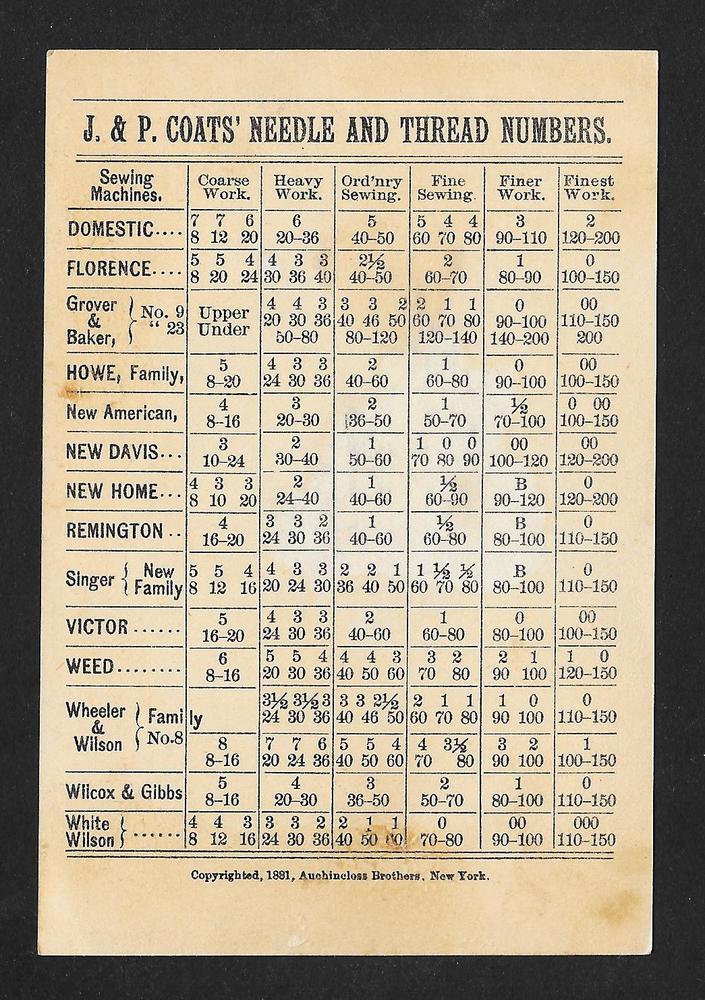 J. & P. COATS' NEEDLE AND THREAD NUMBERS.
Sewing Machines. Coarse Work. Heavy Work. Ord'nry Sewing. Fine Sewing. Finer Work. Finest Work.
DOMESTIC.... 7 7 6 6 5 5 4 4 3 2
8 12 20 20–36 40–50 60 70 80 90–110 120–200
FLORENCE.... 5 5 4 4 3 3 2½ 2 1 0
8 20 24 30 36 40 40–50 60–70 80–90 100–150
Grover & Baker, { No. 9 " 23 Upper Under 4 4 3 3 3 2 2 1 1 0 00
20 30 36 40 46 50 60 70 80 90–100 110–150
50–80 80–120 120–140 140–200 200
HOWE, Family, 5 4 3 3 2 1 0 00
8–20 24 30 36 40–60 60–80 90–100 100–150
New American, 4 3 2 1 ½ 0 00
8–16 20–30 36–50 50–70 70–100 100–150
NEW DAVIS... 3 2 1 1 0 0 00 00
10–24 30–40 50–60 70 80 90 100–120 120–200
NEW HOME... 4 3 3 2 1 ½ B 0
8 10 20 24–40 40–60 60–90 90–120 120–200
REMINGTON .. 4 3 3 2 1 ½ B 0
16–20 24 30 36 40–60 60–80 80–100 110–150
Singer { New Family 5 5 4 4 3 3 2 2 1 1 ½ ½ B 0
8 12 16 20 24 30 36 40 50 60 70 80 80–100 110–150
VICTOR ...... 5 4 3 3 2 1 0 00
16–20 24 30 36 40–60 60–80 80–100 100–150
WEED........ 6 5 5 4 4 4 3 3 2 2 1 1 0
8–16 20 30 36 40 50 60 70 80 90 100 120–150
Wheeler & Wilson } Family 3½ 3½ 3 3 3 2½ 2 1 1 1 0 0
24 30 36 40 46 50 60 70 80 90 100 110–150
No.8 8 7 7 6 5 5 4 4 3½ 3 2 1
8–16 20 24 36 40 50 60 70 80 90 100 100–150
Wilcox & Gibbs 5 4 3 2 1 0
8–16 20–30 36–50 50–70 80–100 110–150
White Wilson } ...... 4 4 3 3 3 2 2 1 1 0 00 000
8 12 16 24 30 36 40 50 60 70–80 90–100 110–150
Copyrighted, 1881, Auchincloss Brothers, New York.